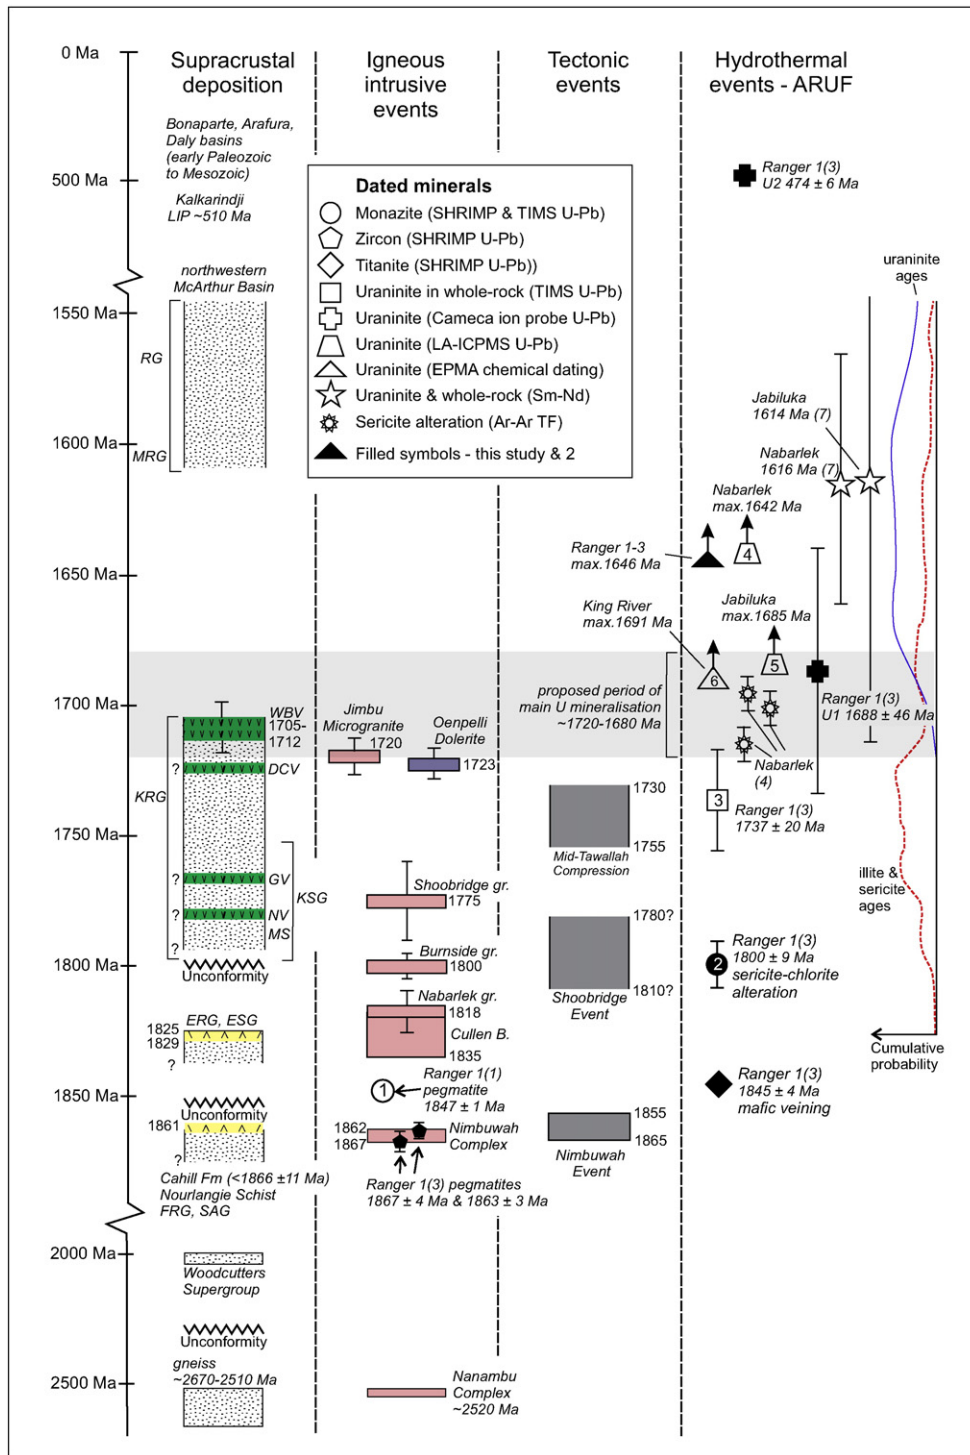 0 Ma
500 Ma
1550 Ma
1600 Ma
1650 Ma
1700 Ma
1750 Ma
1800 Ma
1850 Ma
2000 Ma
2500 Ma
Supracrustal
deposition
Bonaparte, Arafura,
Daly basins
(early Paleozoic
to Mesozoic)
Kalkarindji
LIP ~510 Ma
northwestern
McArthur Basin
RG
MRG
WBV
1705-
1712
?
DCV
KRG
?
GV
KSG
?
NV
MS
?
Unconformity
ERG, ESG
1825
1829
?
Unconformity
1861
?
Cahill Fm (<1866 ±11 Ma)
Nourlangie Schist
FRG, SAG
Woodcutters
Supergroup
Unconformity
gneiss
~2670-2510 Ma
Igneous
intrusive
events
Dated minerals
Monazite (SHRIMP & TIMS U-Pb)
Zircon (SHRIMP U-Pb)
Titanite (SHRIMP U-Pb))
Uraninite in whole-rock (TIMS U-Pb)
Uraninite (Cameca ion probe U-Pb)
Uraninite (LA-ICPMS U-Pb)
Uraninite (EPMA chemical dating)
Uraninite & whole-rock (Sm-Nd)
Sericite alteration (Ar-Ar TF)
Filled symbols - this study & 2
Jimbu
Microgranite
1720
Oenpelli
Dolerite
1723
Shoobridge gr.
1775
Burnside gr.
1800
Nabarlek gr.
1818
Cullen B.
1835
Ranger 1(1)
1
pegmatite
1847 ± 1 Ma
1862
1867
Nimbuwah
Complex
Ranger 1(3) pegmatites
1867 ± 4 Ma & 1863 ± 3 Ma
Nanambu
Complex
~2520 Ma
Tectonic
events
proposed period of
main U mineralisation
~1720-1680 Ma
1730
1755
Mid-Tawallah
Compression
1780?
1810?
Shoobridge
Event
1855
1865
Nimbuwah
Event
Hydrothermal
events - ARUF
Ranger 1(3)
U2 474 ± 6 Ma
uraninite
ages
Jabiluka
1614 Ma (7)
Nabarlek
1616 Ma (7)
Nabarlek
max.1642 Ma
4
Ranger 1-3
max.1646 Ma
King River
max.1691 Ma
6
Jabiluka
max.1685 Ma
5
Ranger 1(3)
U1 1688 ± 46 Ma
Nabarlek
(4)
3
Ranger 1(3)
1737 ± 20 Ma
illite &
sericite
ages
2
Ranger 1(3)
1800 ± 9 Ma
sericite-chlorite
alteration
Cumulative
probability
Ranger 1(3)
1845 ± 4 Ma
mafic veining